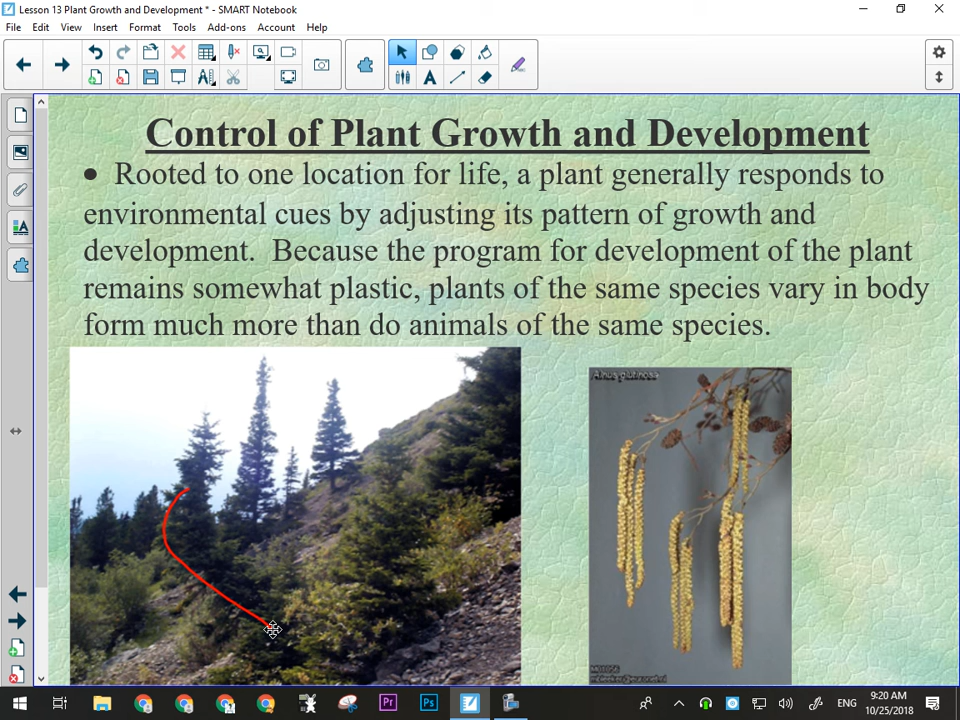 Lesson 13 Plant Growth and Development * - SMART Notebook
File Edit View Insert Format Tools Add-ons Account Help
Control of Plant Growth and Development
• Rooted to one location for life, a plant generally responds to
environmental cues by adjusting its pattern of growth and
development. Because the program for development of the plant
remains somewhat plastic, plants of the same species vary in body
form much more than do animals of the same species.
Alnus glutinosa
Pr
Ps
ENG
9:20 AM
10/25/2018